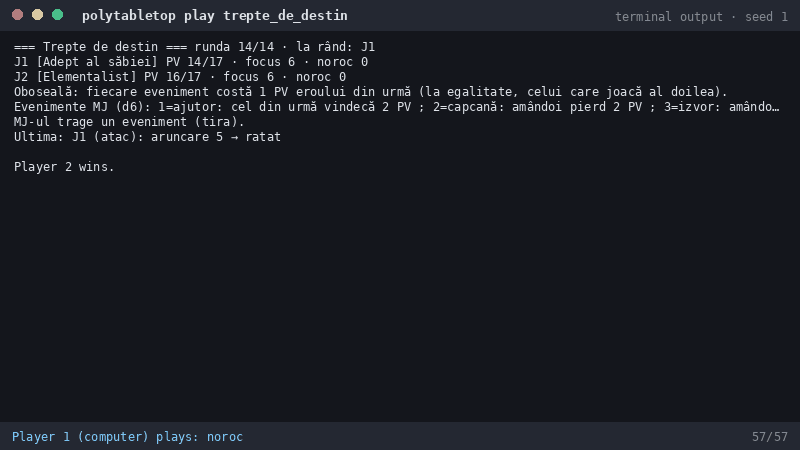 polytabletop play trepte_de_destin
terminal output · seed 1
=== Trepte de destin === runda 14/14 · la rând: J1
J1 [Adept al săbiei] PV 14/17 · focus 6 · noroc 0
J2 [Elementalist] PV 16/17 · focus 6 · noroc 0
Oboseală: fiecare eveniment costă 1 PV eroului din urmă (la egalitate, celui care joacă al doilea).
Evenimente MJ (d6): 1=ajutor: cel din urmă vindecă 2 PV ; 2=capcană: amândoi pierd 2 PV ; 3=izvor: amândo…
MJ-ul trage un eveniment (tira).
Ultima: J1 (atac): aruncare 5 → ratat
Player 2 wins.
Player 1 (computer) plays: noroc
57/57